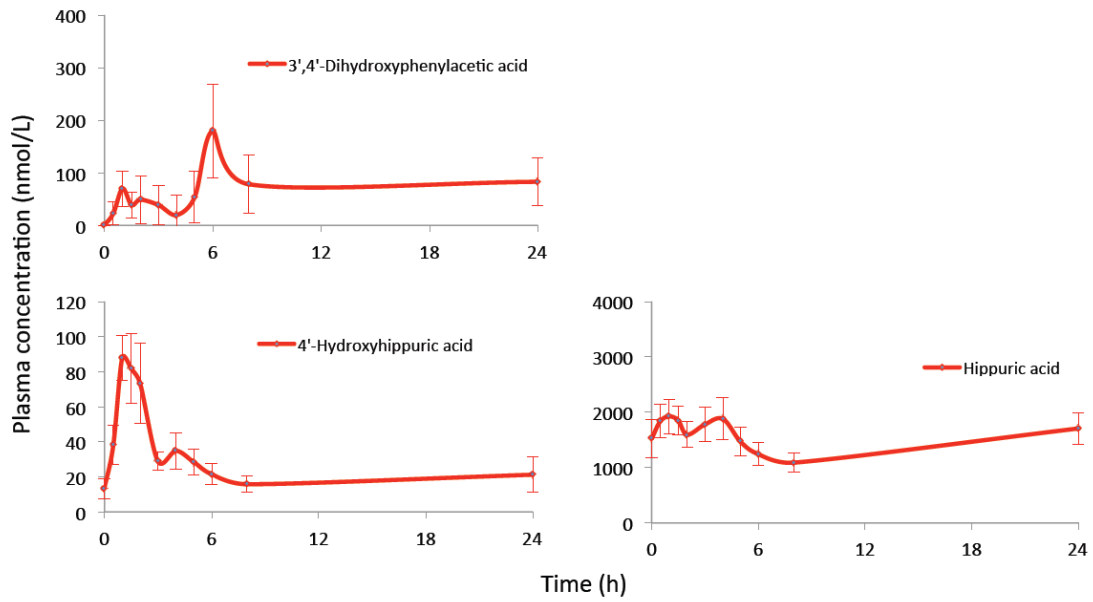 Plasma concentration (nmol/L)
400
300
200
100
0
3',4'-Dihydroxyphenylacetic acid
0 6 12 18 24
120
100
80
60
40
20
0
4'-Hydroxyhippuric acid
0 6 12 18 24
4000
3000
2000
1000
0
Hippuric acid
0 6 12 18 24
Time (h)